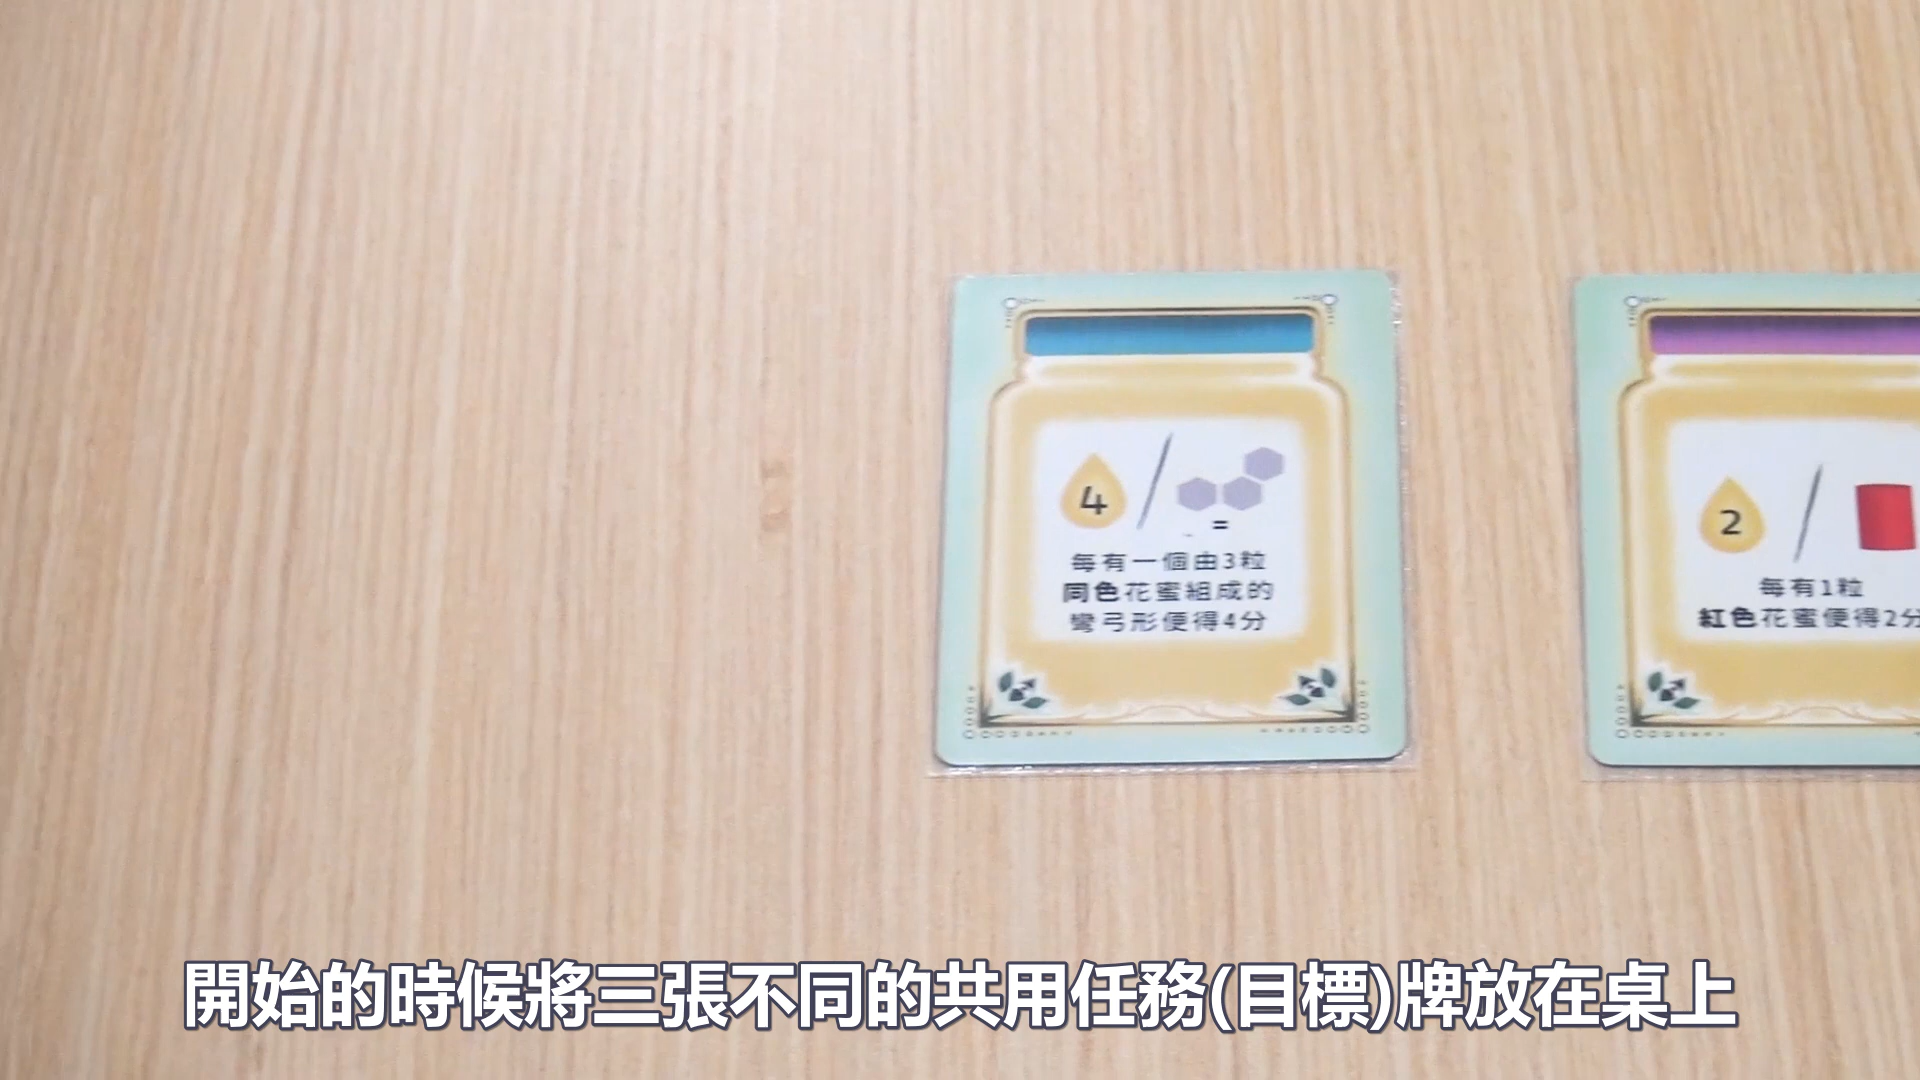 4
=
每有一個由3粒
同色花蜜組成的
彎弓形便得4分
2
每有1粒
紅色花蜜便得2分
開始的時候將三張不同的共用任務(目標)牌放在桌上